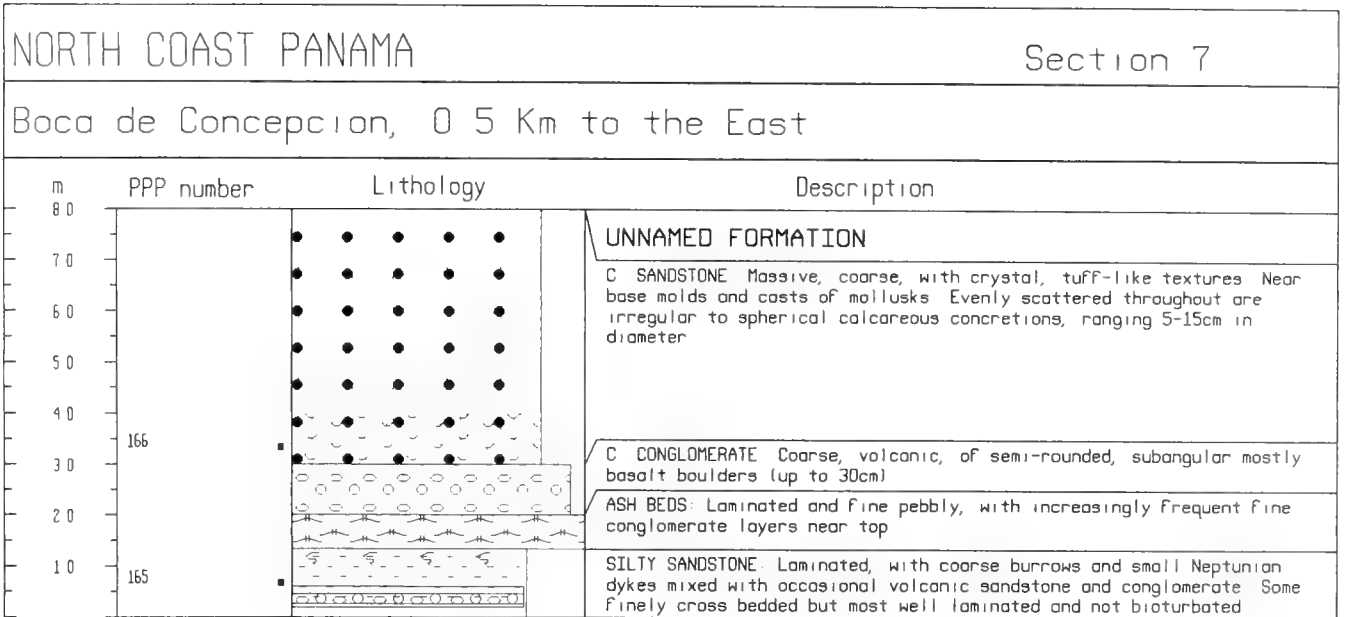 NORTH COAST PANAMA Section 7
Boca de Concepcion, 0 5 Km to the East
m PPP number Lithology Description
8 0
UNNAMED FORMATION
7 0
C SANDSTONE Massive, coarse, with crystal, tuff-like textures Near
base molds and casts of mollusks Evenly scattered throughout are
6 0
irregular to spherical calcareous concretions, ranging 5-15cm in
diameter
5 0
4 0
166
C CONGLOMERATE Coarse, volcanic, of semi-rounded, subangular mostly
3 0
basalt boulders (up to 30cm)
ASH BEDS: Laminated and fine pebbly, with increasingly frequent fine
2 0
conglomerate layers near top
SILTY SANDSTONE Laminated, with coarse burrows and small Neptunian
1 0
165
dykes mixed with occasional volcanic sandstone and conglomerate Some
finely cross bedded but most well laminated and not bioturbated